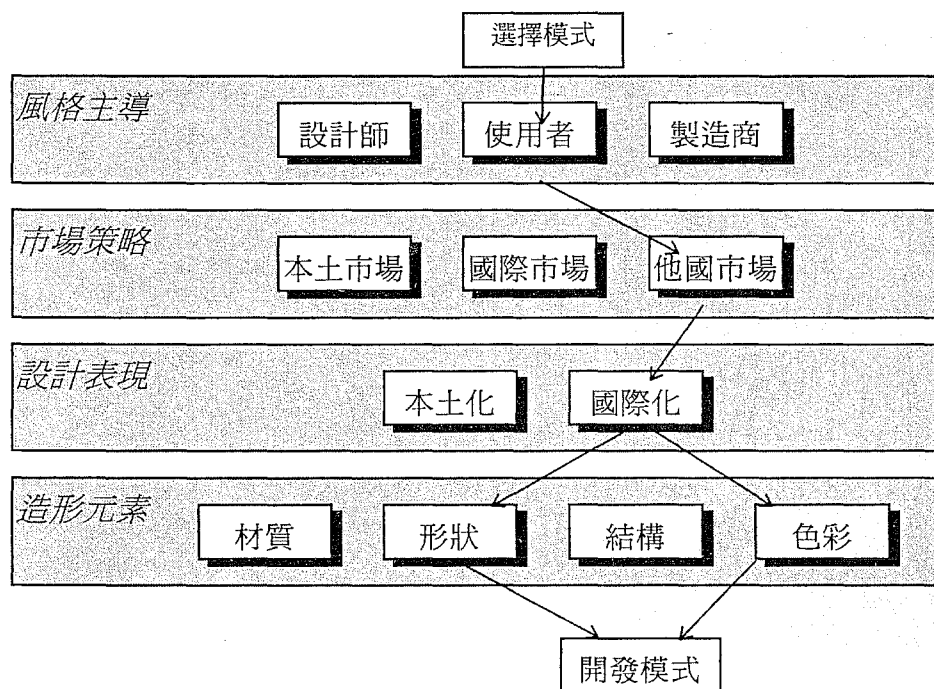 選擇模式
風格主導
設計師 使用者 製造商
市場策略
本土市場 國際市場 他國市場
設計表現
本土化 國際化
造形元素
材質 形狀 結構 色彩
開發模式